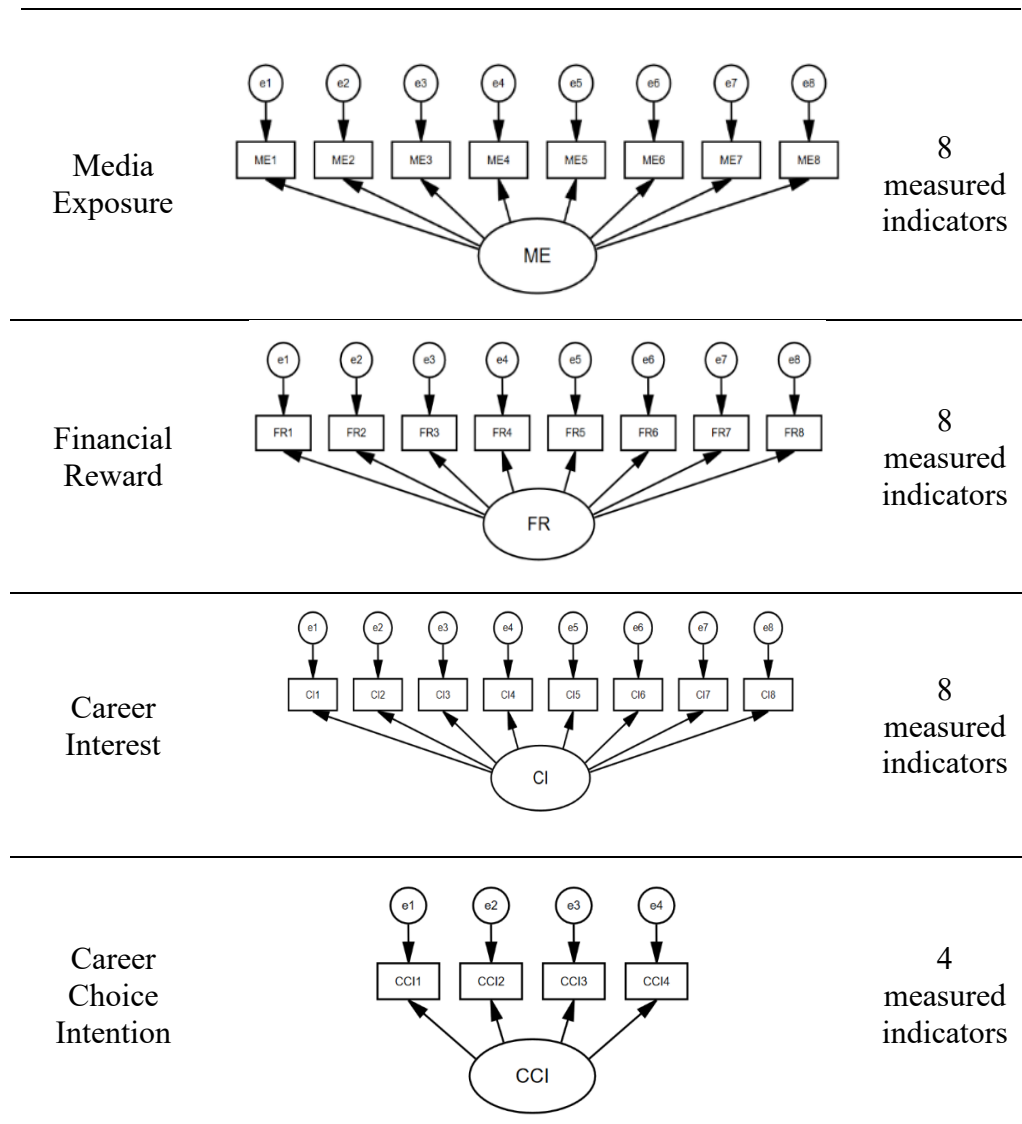 e1 e2 e3 e4 e5 e6 e7 e8
ME1 ME2 ME3 ME4 ME5 ME6 ME7 ME8
Media
Exposure
8
measured
indicators
ME
e1 e2 e3 e4 e5 e6 e7 e8
FR1 FR2 FR3 FR4 FR5 FR6 FR7 FR8
Financial
Reward
8
measured
indicators
FR
e1 e2 e3 e4 e5 e6 e7 e8
CI1 CI2 CI3 CI4 CI5 CI6 CI7 CI8
Career
Interest
8
measured
indicators
CI
e1 e2 e3 e4
CCI1 CCI2 CCI3 CCI4
Career
Choice
Intention
4
measured
indicators
CCI